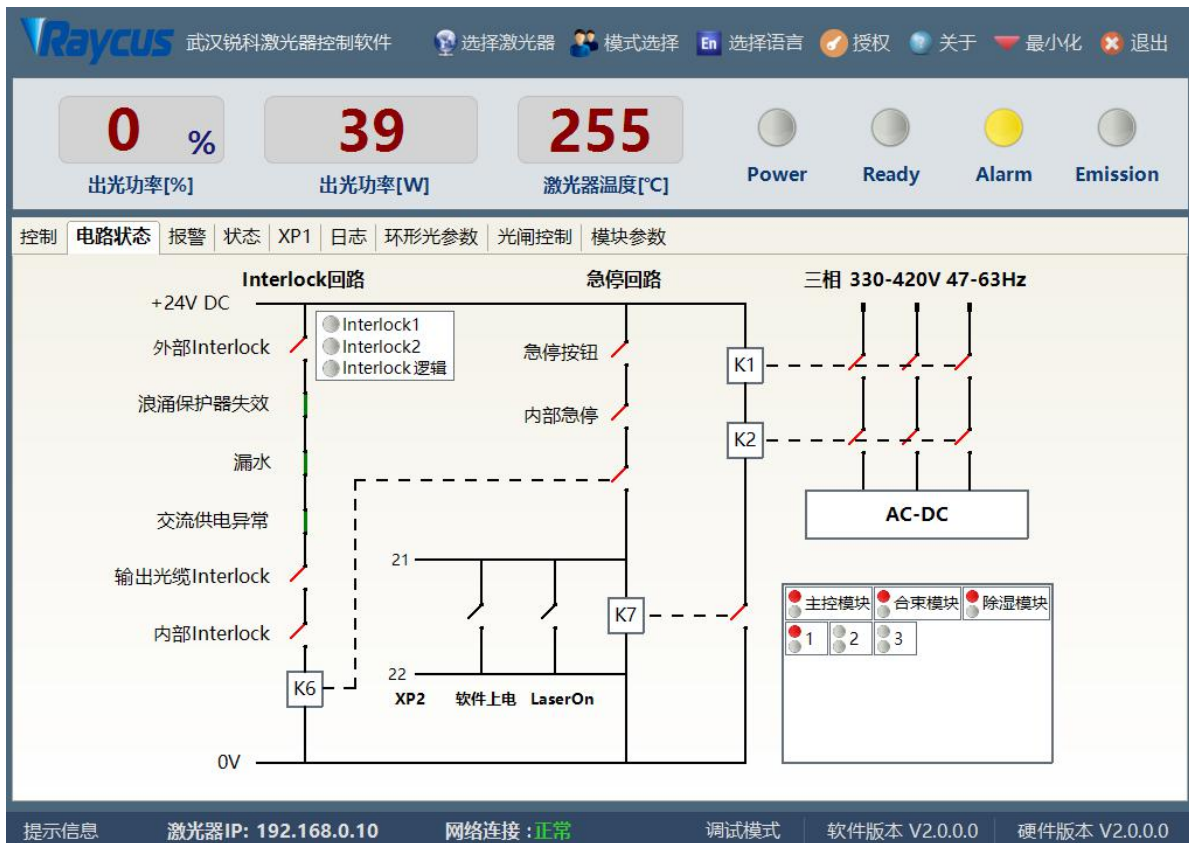 Raycus 武汉锐科激光器控制软件 选择激光器 模式选择 En 选择语言 授权 关于 最小化 退出
0 % 39 255
出光功率[%] 出光功率[W] 激光器温度[℃] Power Ready Alarm Emission
控制 电路状态 报警 状态 XP1 日志 环形光参数 光闸控制 模块参数
Interlock回路 急停回路 三相 330-420V 47-63Hz
+24V DC
Interlock1
外部Interlock Interlock2 急停按钮
Interlock逻辑 K1
浪涌保护器失效 内部急停
K2
漏水
AC-DC
交流供电异常
21
输出光缆Interlock
主控模块 合束模块 除湿模块
K7
内部Interlock 1 2 3
22
K6 XP2 软件上电 LaserOn
0V
提示信息 激光器IP: 192.168.0.10 网络连接 :正常 调试模式 软件版本 V2.0.0.0 硬件版本 V2.0.0.0